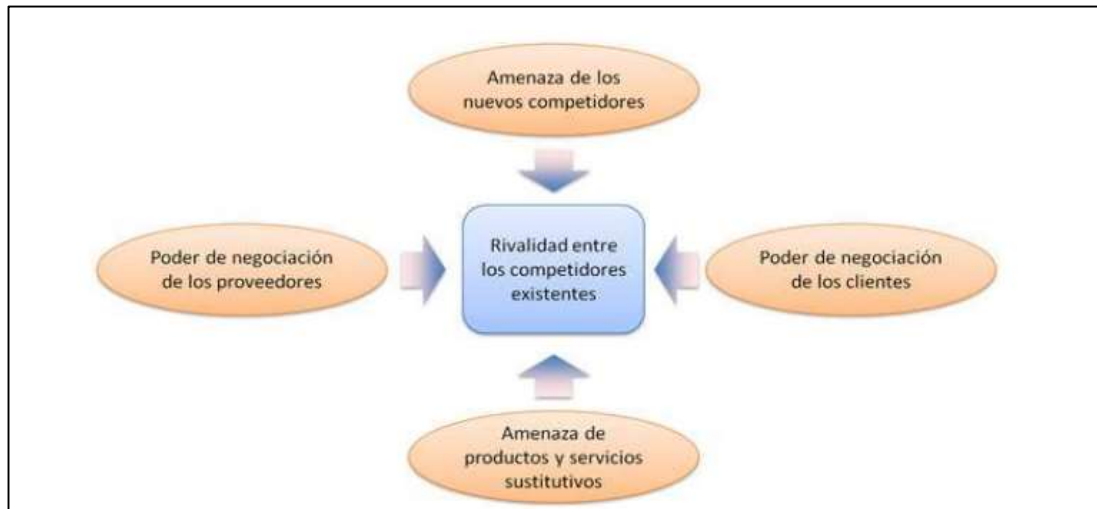 Amenaza de los
nuevos competidores
Poder de negociación
de los proveedores
Rivalidad entre
los competidores
existentes
Poder de negociación
de los clientes
Amenaza de
productos y servicios
sustitutivos